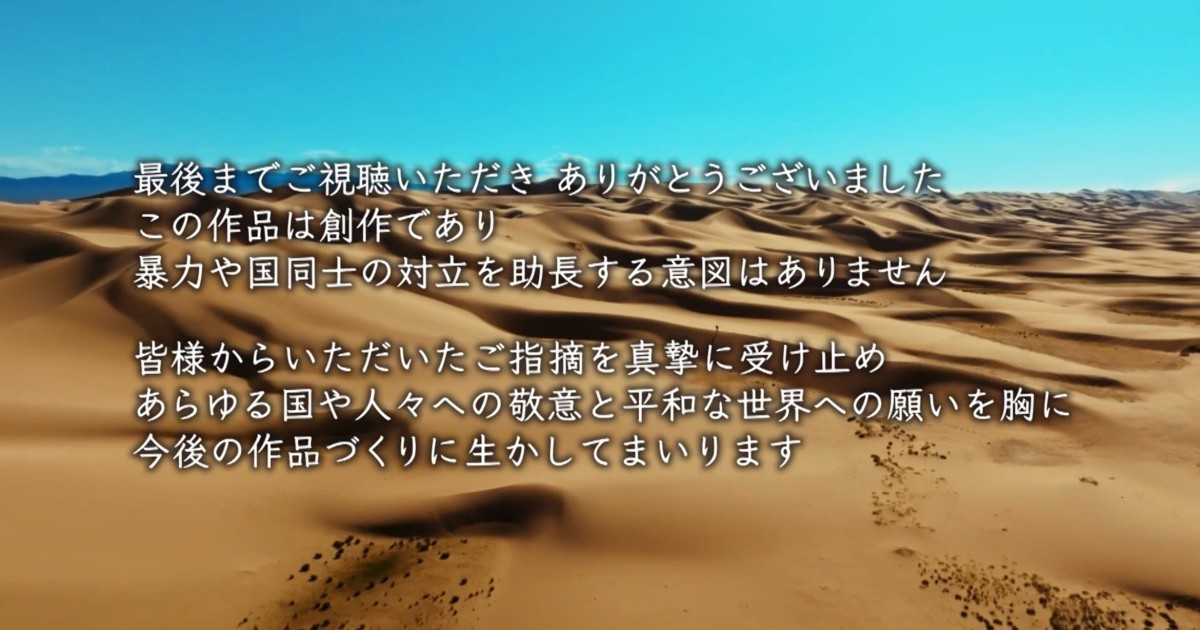 最後までご視聴いただき ありがとうございました
この作品は創作であり
暴力や国同士の対立を助長する意図はありません
皆様からいただいたご指摘を真摯に受け止め
あらゆる国や人々への敬意と平和な世界への願いを胸に
今後の作品づくりに生かしてまいります